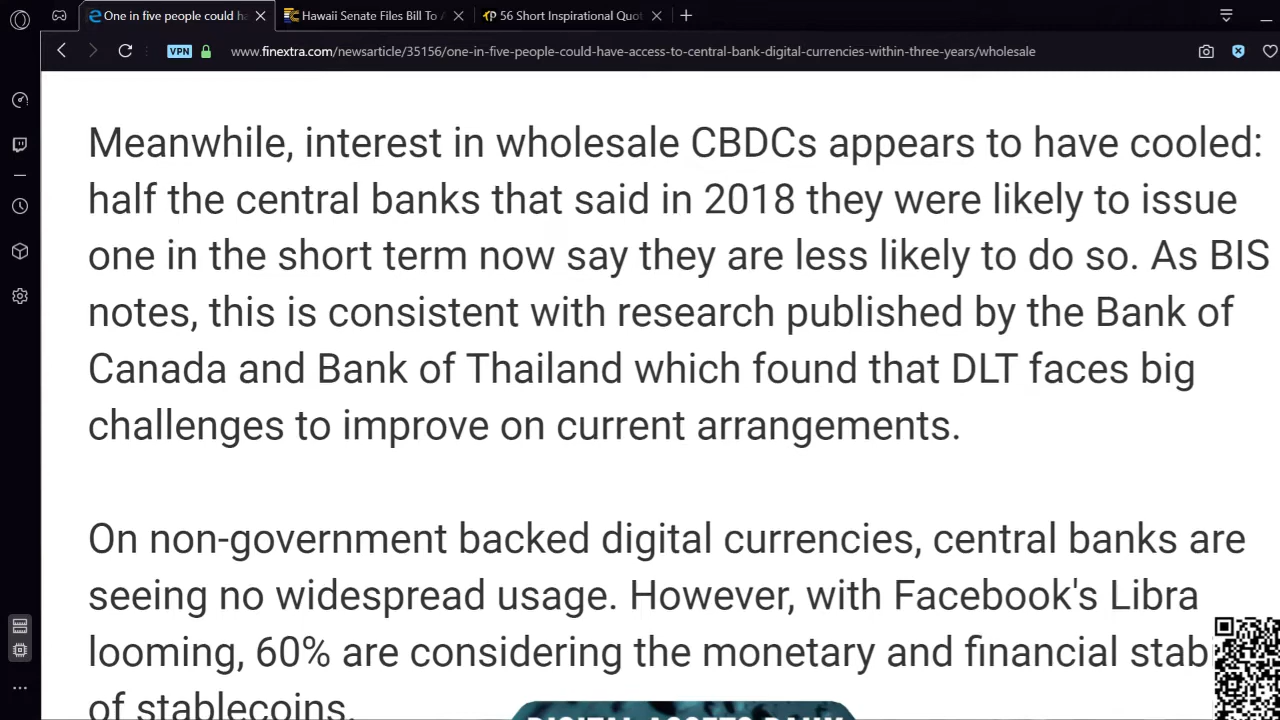 One in five people could ha
Hawaii Senate Files Bill To A
56 Short Inspirational Quot
VPN
www.finextra.com/newsarticle/35156/one-in-five-people-could-have-access-to-central-bank-digital-currencies-within-three-years/wholesale
Meanwhile, interest in wholesale CBDCs appears to have cooled:
half the central banks that said in 2018 they were likely to issue
one in the short term now say they are less likely to do so. As BIS
notes, this is consistent with research published by the Bank of
Canada and Bank of Thailand which found that DLT faces big
challenges to improve on current arrangements.
On non-government backed digital currencies, central banks are
seeing no widespread usage. However, with Facebook's Libra
looming, 60% are considering the monetary and financial stab
of stablecoins.
DIGITAL ASSETS BANK